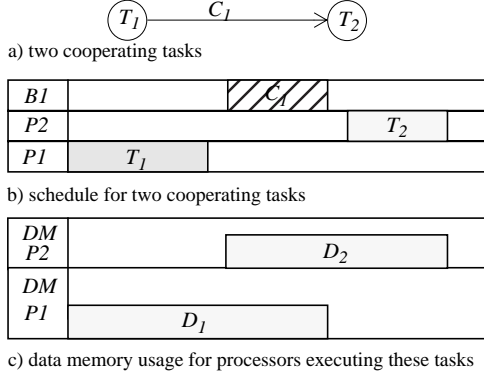 T1 C1 T2
a) two cooperating tasks
B1 C1
P2 T2
P1 T1
b) schedule for two cooperating tasks
DM
P2 D2
DM
P1 D1
c) data memory usage for processors executing these tasks